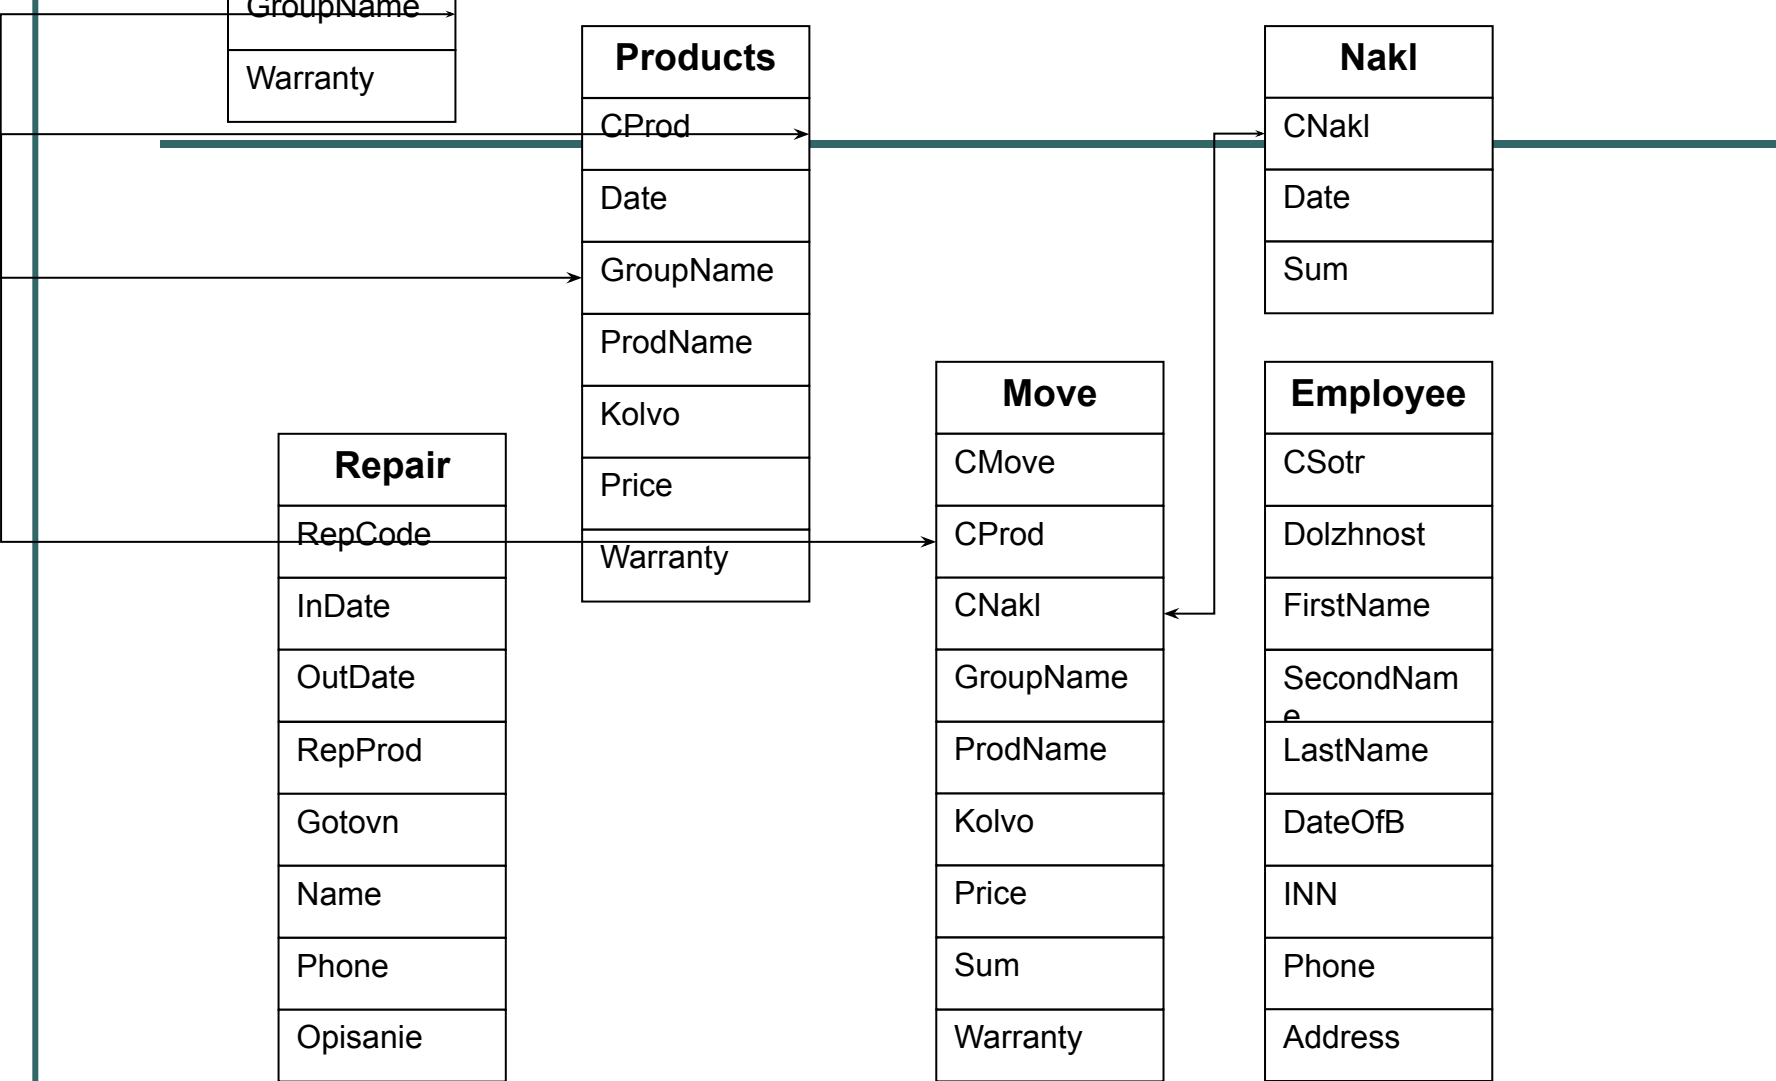 GroupName
Warranty
Products
CProd
Date
GroupName
ProdName
Kolvo
Price
Warranty
Nakl
CNakl
Date
Sum
Repair
RepCode
InDate
OutDate
RepProd
Gotovn
Name
Phone
Opisanie
Move
CMove
CProd
CNakl
GroupName
ProdName
Kolvo
Price
Sum
Warranty
Employee
CSotr
Dolzhnost
FirstName
SecondNam
e
LastName
DateOfB
INN
Phone
Address